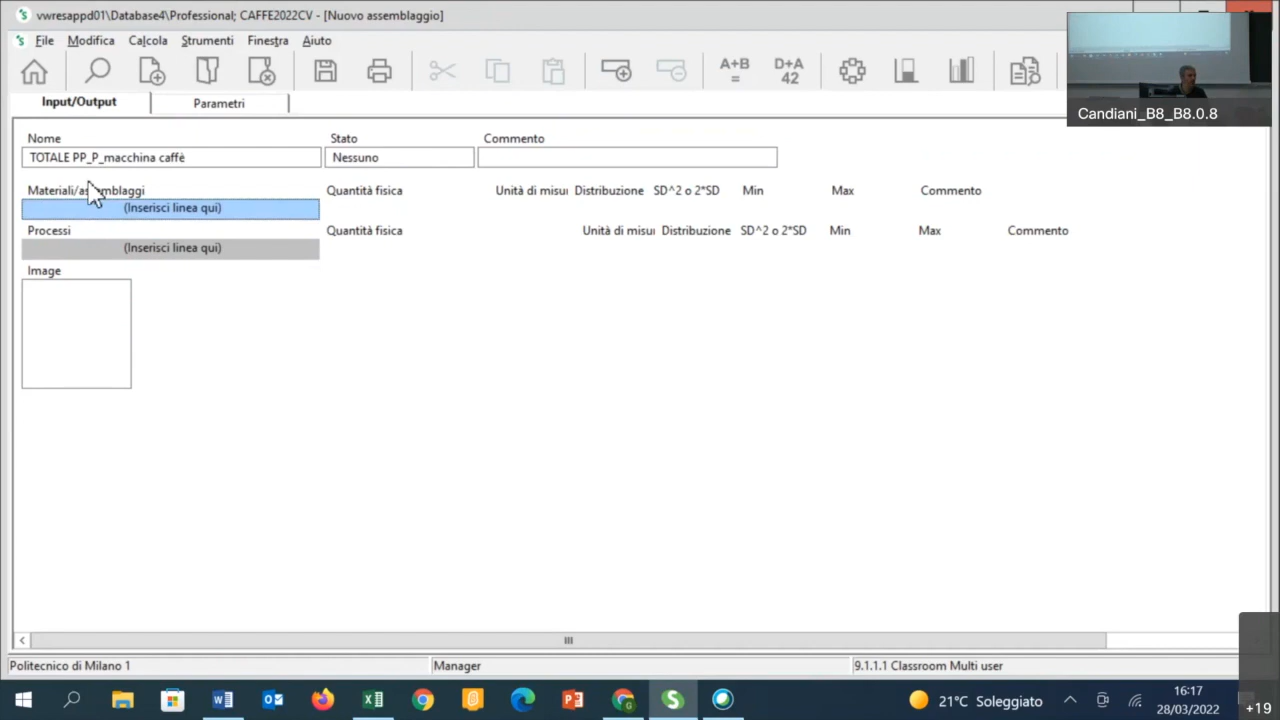 vwresappd01\Database4\Professional; CAFFE2022CV - [Nuovo assemblaggio]
File Modifica Calcola Strumenti Finestra Aiuto
A+B
=
D+A
42
Candiani_B8_B8.0.8
Input/Output Parametri
Nome Stato Commento
TOTALE PP_P_macchina caffè Nessuno
Materiali/assemblaggi Quantità fisica Unità di misu Distribuzione SD^2 o 2*SD Min Max Commento
(Inserisci linea qui)
Processi Quantità fisica Unità di misu Distribuzione SD^2 o 2*SD Min Max Commento
(Inserisci linea qui)
Image
Politecnico di Milano 1 Manager 9.1.1.1 Classroom Multi user
21°C Soleggiato
16:17
28/03/2022
+19